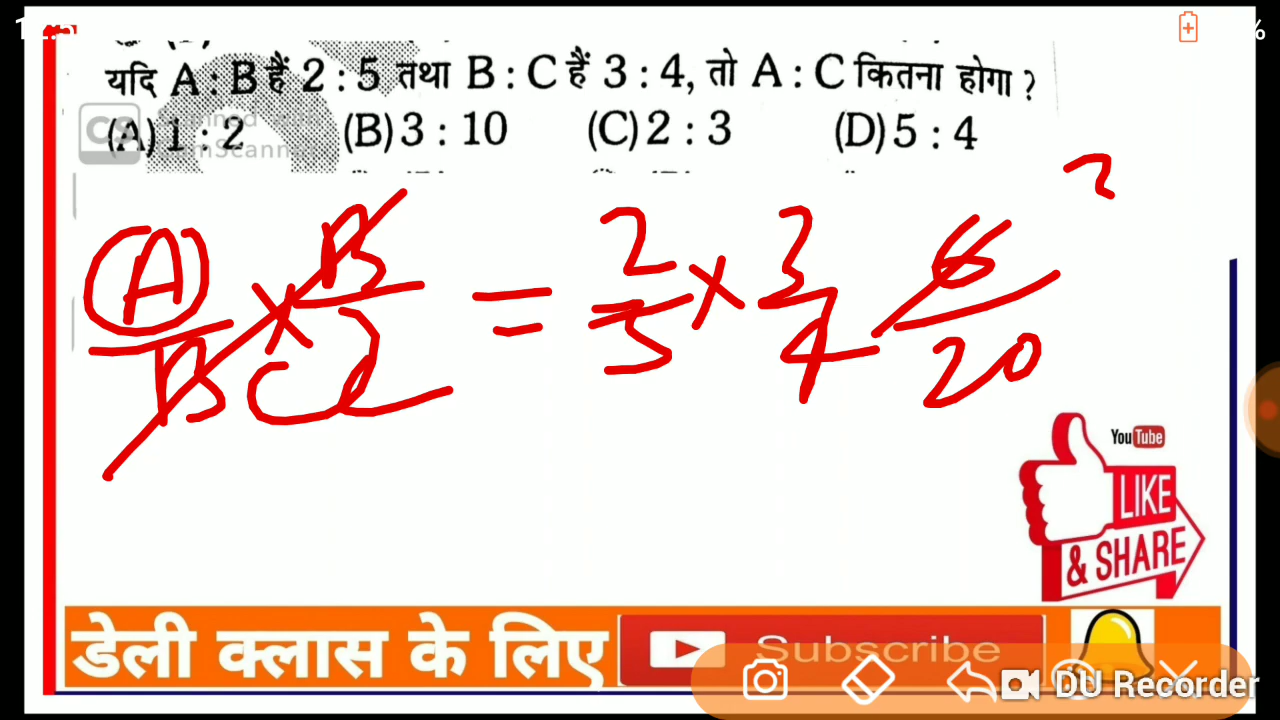 यदि A : B हैं 2 : 5 तथा B : C हैं 3 : 4, तो A : C कितना होगा ?
(A) 1 : 2 (B) 3 : 10 (C) 2 : 3 (D) 5 : 4
CS
A/B × B/C = 2/5 × 3/4 6/20
YouTube
LIKE
& SHARE
डेली क्लास के लिए
Subscribe
DU Recorder